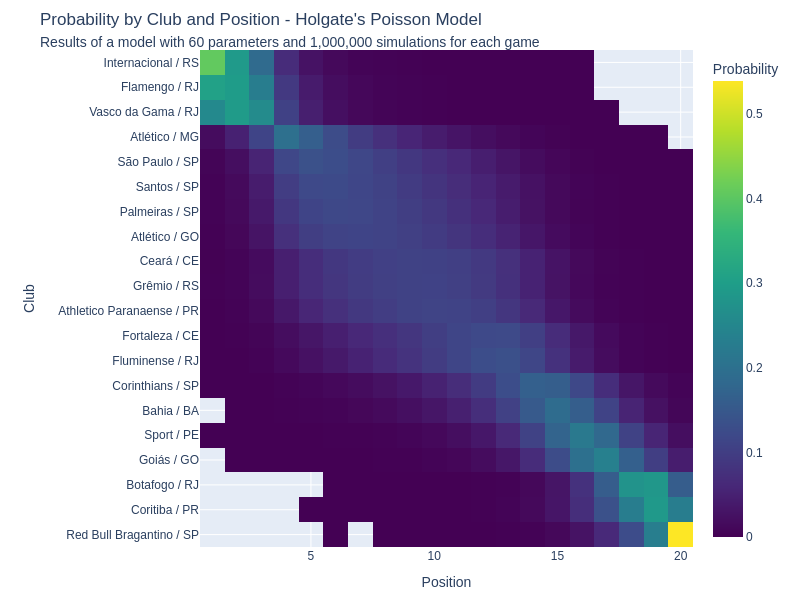 Probability by Club and Position - Holgate's Poisson Model
Results of a model with 60 parameters and 1,000,000 simulations for each game
Probability
Internacional / RS
Flamengo / RJ
Vasco da Gama / RJ
Atlético / MG
São Paulo / SP
Santos / SP
Palmeiras / SP
Atlético / GO
Ceará / CE
Grêmio / RS
Athletico Paranaense / PR
Fortaleza / CE
Fluminense / RJ
Corinthians / SP
Bahia / BA
Sport / PE
Goiás / GO
Botafogo / RJ
Coritiba / PR
Red Bull Bragantino / SP
Club
5 10 15 20
Position
0.5
0.4
0.3
0.2
0.1
0